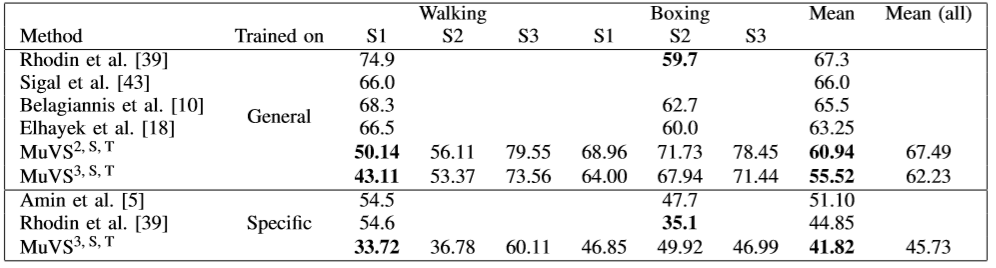 Walking Boxing Mean Mean (all)
Method Trained on S1 S2 S3 S1 S2 S3
Rhodin et al. [39] 74.9 59.7 67.3
Sigal et al. [43] 66.0 66.0
Belagiannis et al. [10] 68.3 62.7 65.5
General
Elhayek et al. [18] 66.5 60.0 63.25
MuVS2, S, T 50.14 56.11 79.55 68.96 71.73 78.45 60.94 67.49
MuVS3, S, T 43.11 53.37 73.56 64.00 67.94 71.44 55.52 62.23
Amin et al. [5] 54.5 47.7 51.10
Rhodin et al. [39] Specific 54.6 35.1 44.85
MuVS3, S, T 33.72 36.78 60.11 46.85 49.92 46.99 41.82 45.73